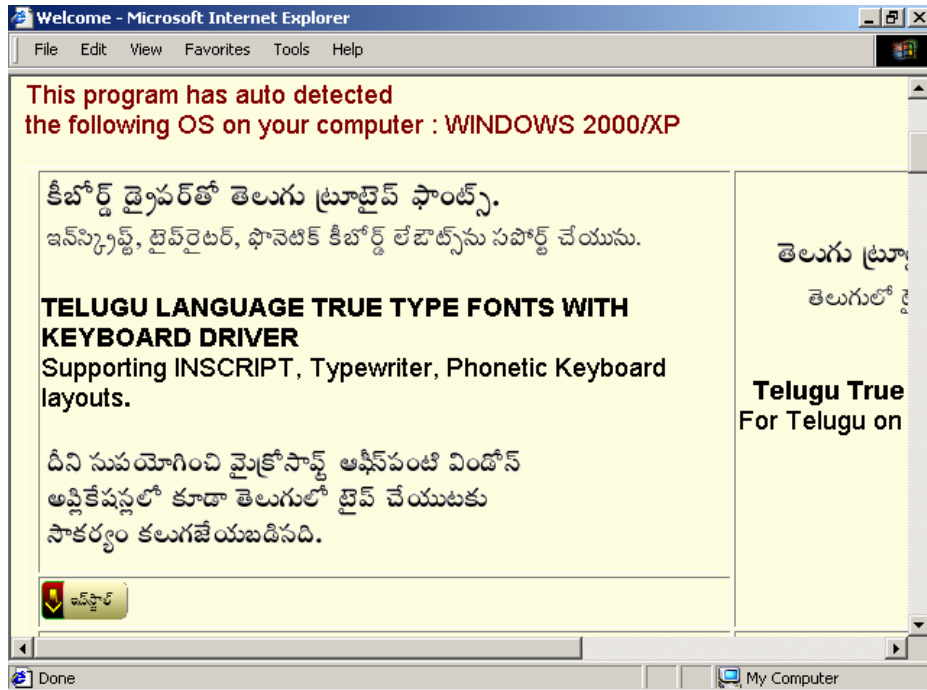 Welcome - Microsoft Internet Explorer
File Edit View Favorites Tools Help
This program has auto detected
the following OS on your computer : WINDOWS 2000/XP
కీబోర్డ్ డ్రైవర్‌తో తెలుగు ట్రూటైప్ ఫాంట్స్.
ఇన్‌స్క్రిప్ట్, టైప్‌రైటర్, ఫొనెటిక్ కీబోర్డ్ లేఔట్స్‌ను సపోర్ట్ చేయును.
TELUGU LANGUAGE TRUE TYPE FONTS WITH
KEYBOARD DRIVER
Supporting INSCRIPT, Typewriter, Phonetic Keyboard
layouts.
దీని నుపయోగించి మైక్రోసాఫ్ట్ ఆఫీస్‌వంటి విండోస్
అప్లికేషన్లలో కూడా తెలుగులో టైప్ చేయుటకు
సౌకర్యం కలుగజేయబడినది.
ఇన్‌స్టాల్
తెలుగు
తెలుగులో
Telugu True
For Telugu on
Done
My Computer